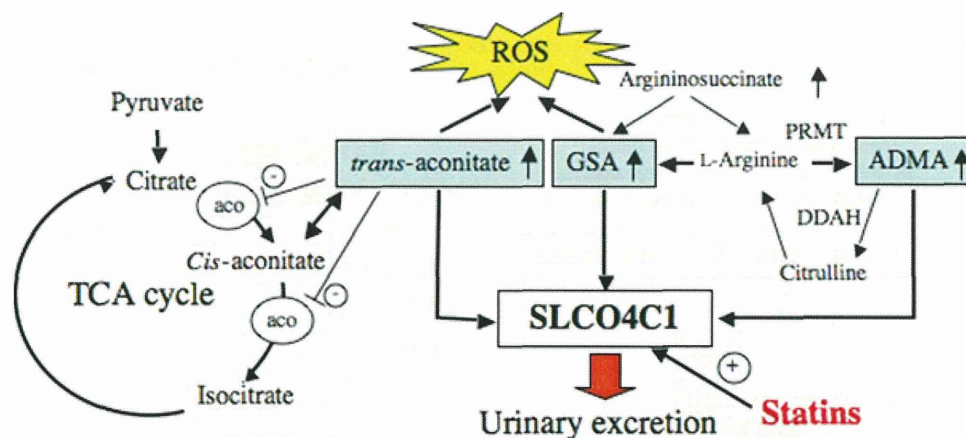 ROS
Argininosuccinate
Pyruvate
PRMT
trans-aconitate
GSA
L-Arginine
ADMA
Citrate
-
aco
DDAH
Cis-aconitate
Citrulline
TCA cycle
-
aco
SLCO4C1
+
Isocitrate
Statins
Urinary excretion